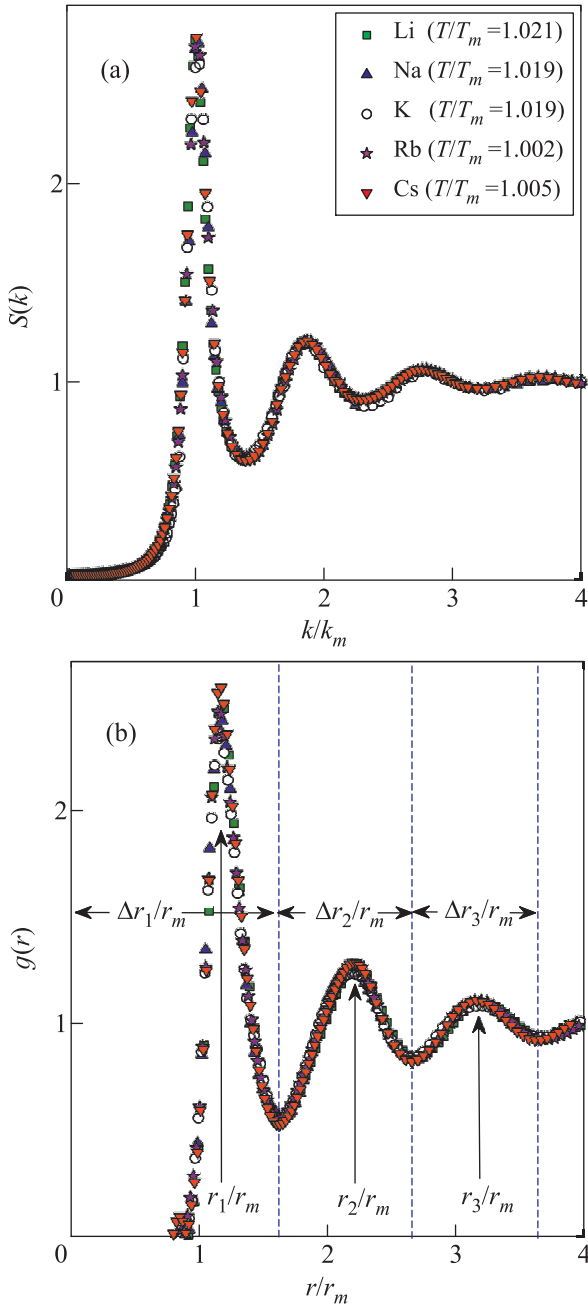 (a)
Li (T/Tm =1.021)
Na (T/Tm =1.019)
K (T/Tm =1.019)
Rb (T/Tm =1.002)
Cs (T/Tm =1.005)
2
1
S(k)
0 1 2 3 4
k/km
(b)
2
1
g(r)
Δr1/rm Δr2/rm Δr3/rm
r1/rm r2/rm r3/rm
0 1 2 3 4
r/rm